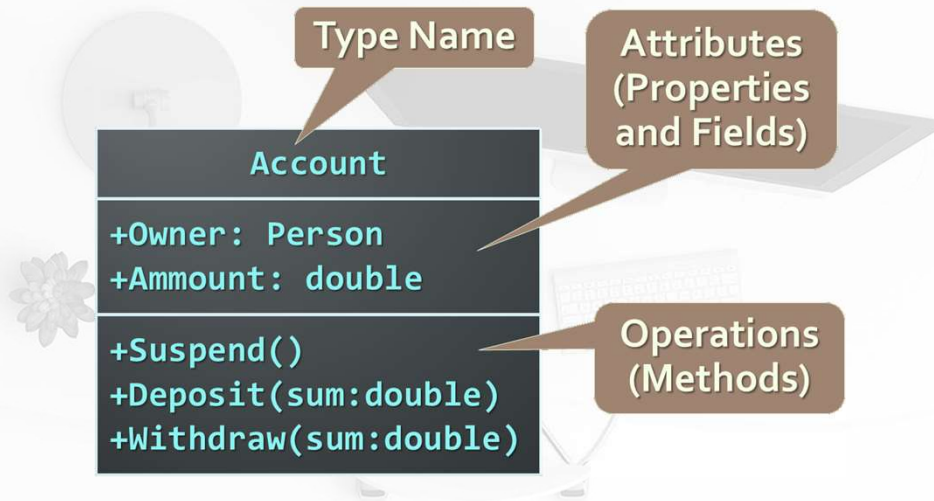 Type Name
Attributes
(Properties
and Fields)
Account
+Owner: Person
+Ammount: double
+Suspend()
+Deposit(sum:double)
+Withdraw(sum:double)
Operations
(Methods)